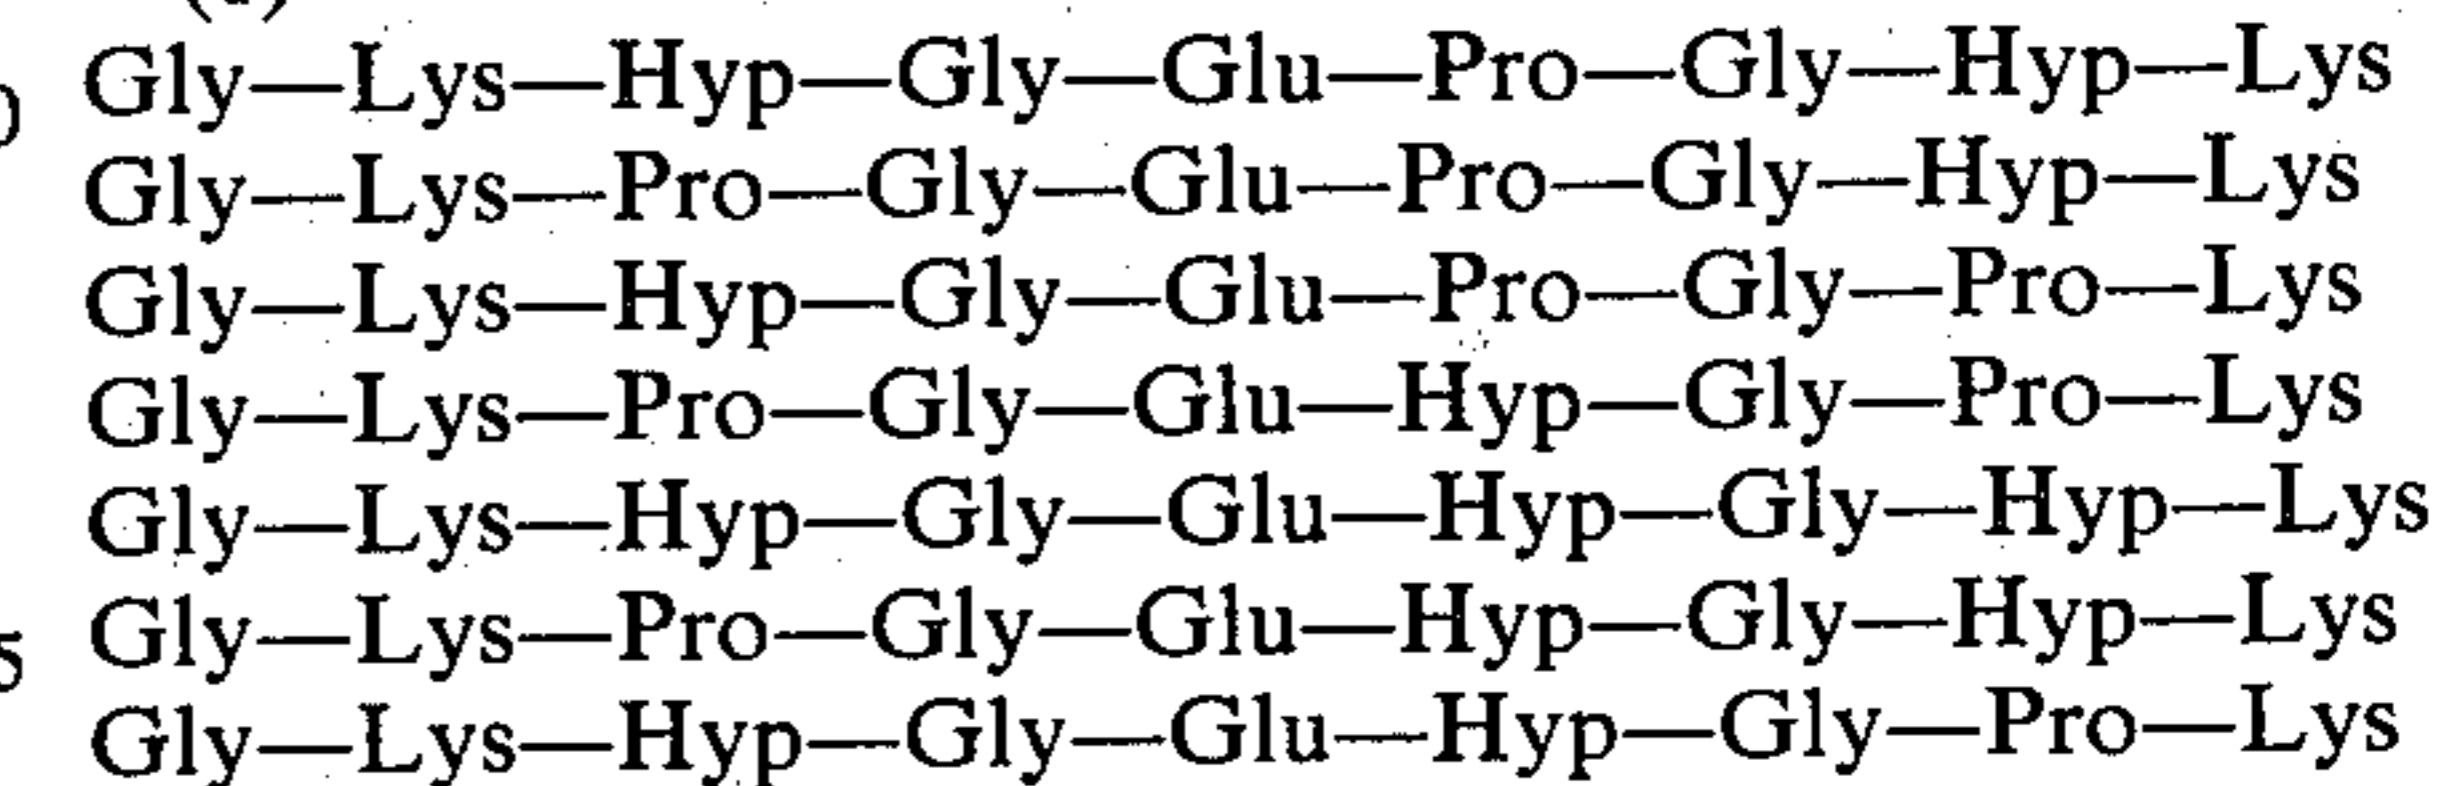 Gly—Lys—Hyp—Gly—Glu—Pro—Gly—Hyp—Lys
Gly—Lys—Pro—Gly—Glu—Pro—Gly—Hyp—Lys
Gly—Lys—Hyp—Gly—Glu—Pro—Gly—Pro—Lys
Gly—Lys—Pro—Gly—Glu—Hyp—Gly—Pro—Lys
Gly—Lys—Hyp—Gly—Glu—Hyp—Gly—Hyp—Lys
5 Gly—Lys—Pro—Gly—Glu—Hyp—Gly—Hyp—Lys
Gly—Lys—Hyp—Gly—Glu—Hyp—Gly—Pro—Lys